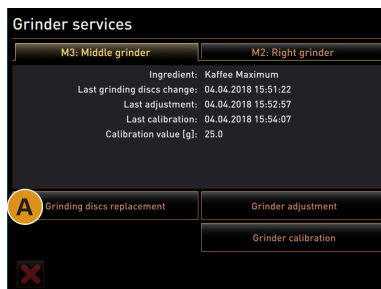 Grinder services
M3: Middle grinder M2: Right grinder
Ingredient: Kaffee Maximum
Last grinding discs change: 04.04.2018 15:51:22
Last adjustment: 04.04.2018 15:52:57
Last calibration: 04.04.2018 15:54:07
Calibration value [g]: 25.0
A Grinding discs replacement Grinder adjustment
Grinder calibration